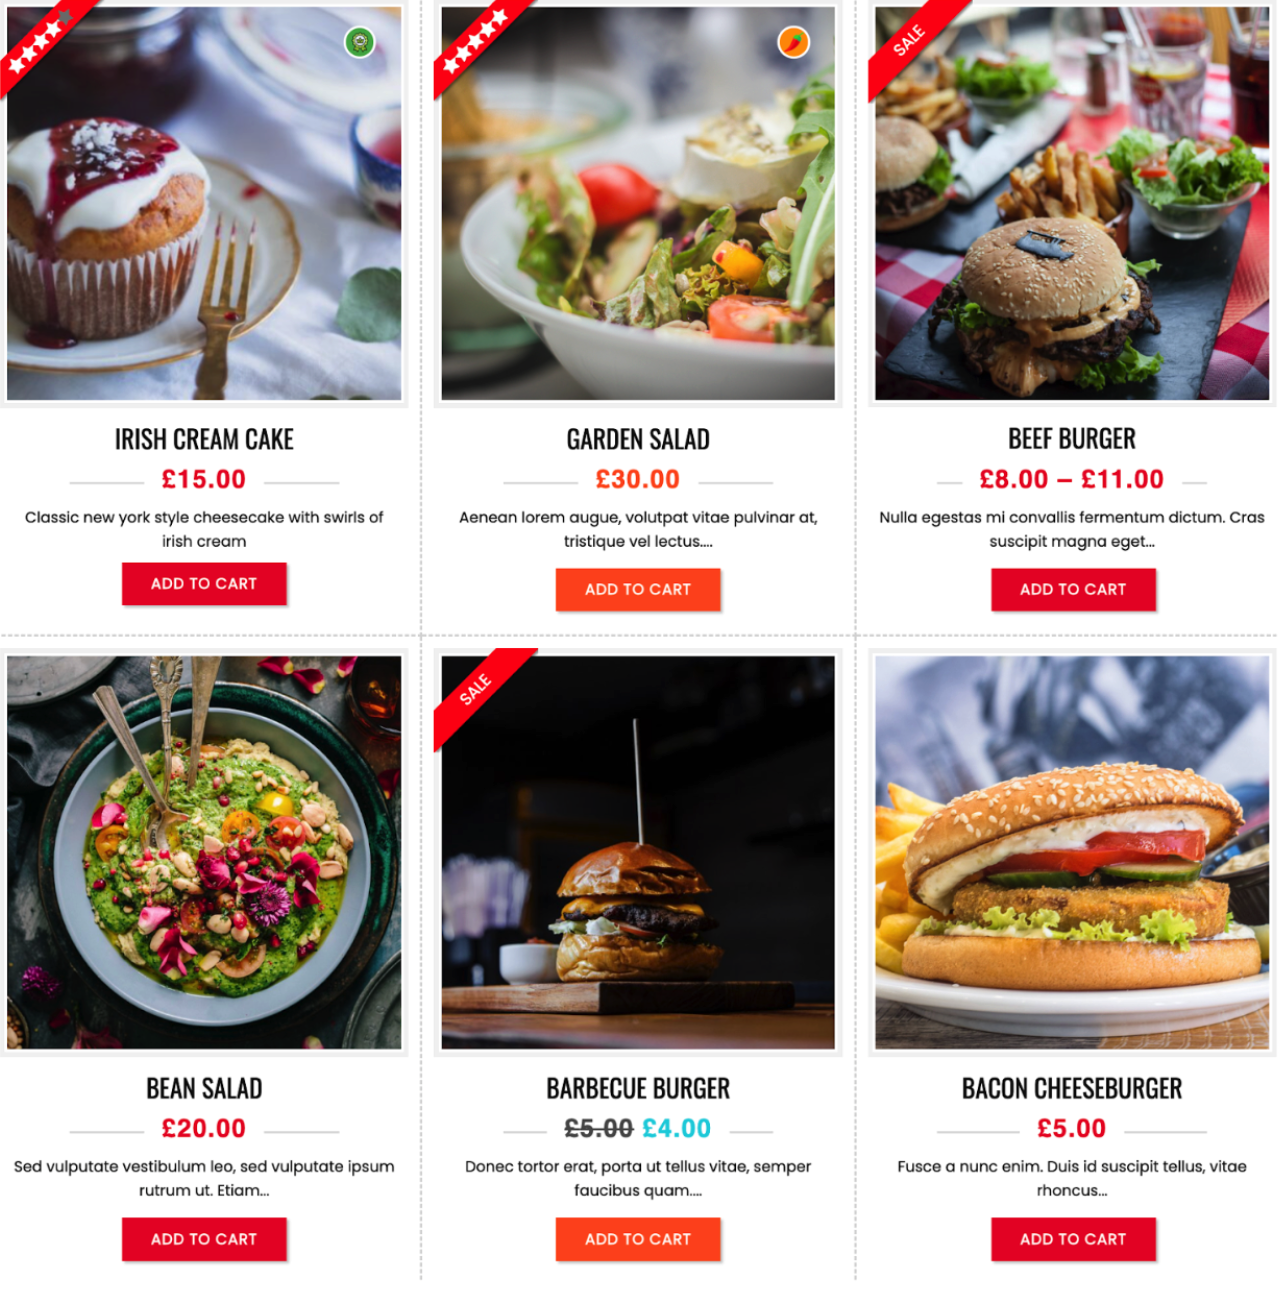 SALE
IRISH CREAM CAKE
£15.00
Classic new york style cheesecake with swirls of
irish cream
ADD TO CART
GARDEN SALAD
£30.00
Aenean lorem augue, volutpat vitae pulvinar at,
tristique vel lectus....
ADD TO CART
BEEF BURGER
£8.00 – £11.00
Nulla egestas mi convallis fermentum dictum. Cras
suscipit magna eget...
ADD TO CART
SALE
BEAN SALAD
£20.00
Sed vulputate vestibulum leo, sed vulputate ipsum
rutrum ut. Etiam...
ADD TO CART
BARBECUE BURGER
£5.00 £4.00
Donec tortor erat, porta ut tellus vitae, semper
faucibus quam....
ADD TO CART
BACON CHEESEBURGER
£5.00
Fusce a nunc enim. Duis id suscipit tellus, vitae
rhoncus...
ADD TO CART